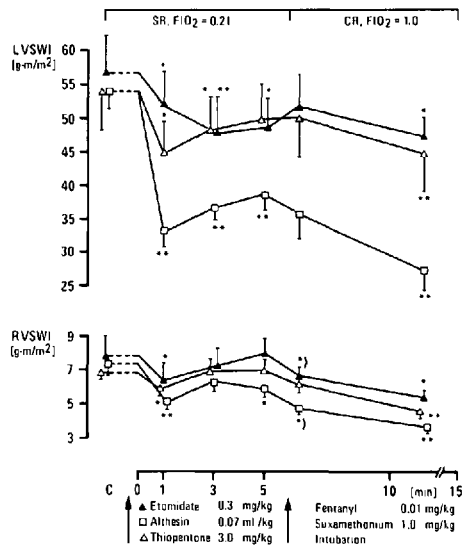 SR, FIO2 = 0.21
CR, FIO2 = 1.0
LVSWI
[g·m/m2]
60
55
50
45
40
35
30
25
RVSWI
[g·m/m2]
9
7
5
3
C 0 1 3 5 10 [min] 15
▲ Etomidate 0.3 mg/kg
□ Althesin 0.07 ml/kg
△ Thiopentone 3.0 mg/kg
Fentanyl 0.01 mg/kg
Suxamethonium 1.0 mg/kg
Intubation